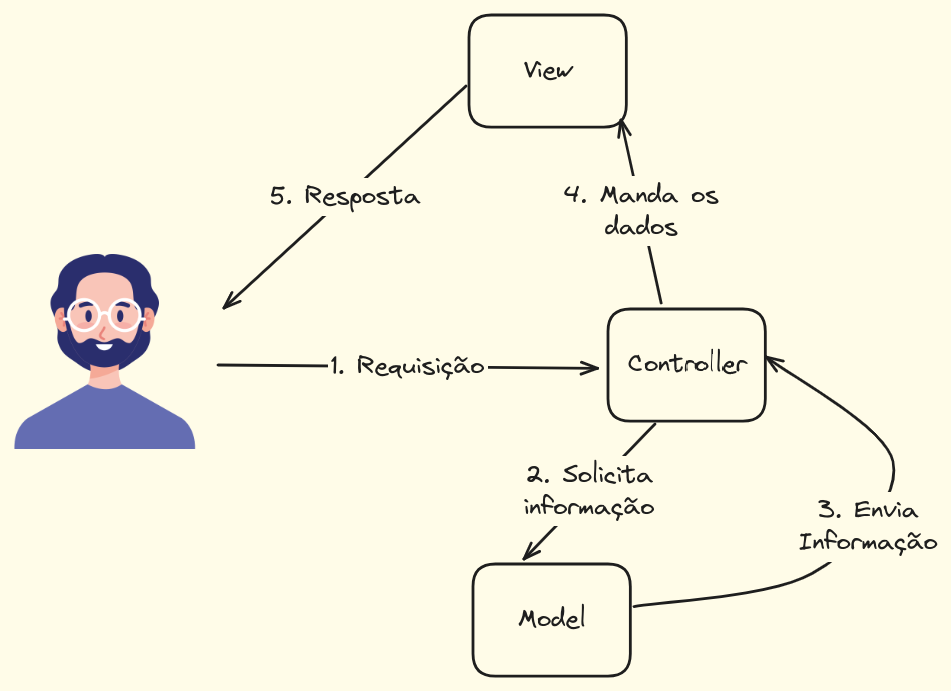 View
5. Resposta
4. Manda os
dados
1. Requisição
Controller
2. Solicita
informação
3. Envia
Informação
Model